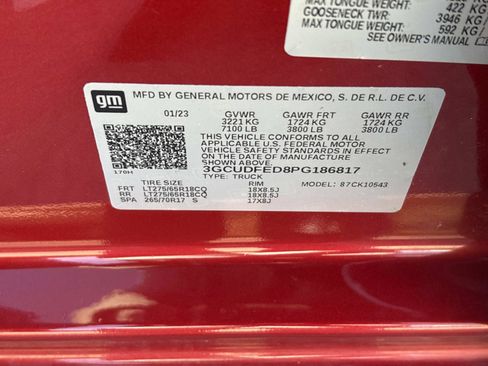 MAX TONGUE WEIGHT: 422 KG
GOOSENECK TWR: 3946 KG
MAX TONGUE WEIGHT: 592 KG
SEE OWNER'S MANUAL
gm
MFD BY GENERAL MOTORS DE MEXICO, S. DE R.L. DE C.V.
01/23 GVWR GAWR FRT GAWR RR
3221 KG 1724 KG 1724 KG
7100 LB 3800 LB 3800 LB
THIS VEHICLE CONFORMS TO ALL
APPLICABLE U.S. FEDERAL MOTOR
VEHICLE SAFETY STANDARDS IN
EFFECT ON THE DATE OF MANUFACTURE
SHOWN ABOVE.
3GCUDFED8PG186817
170H
TYPE: TRUCK
TIRE SIZE RIM MODEL: 87CK10543
FRT LT275/65R18CQ 18X8.5J
RR LT275/65R18CQ 18X8.5J
SPA 265/70R17 S 17X8J